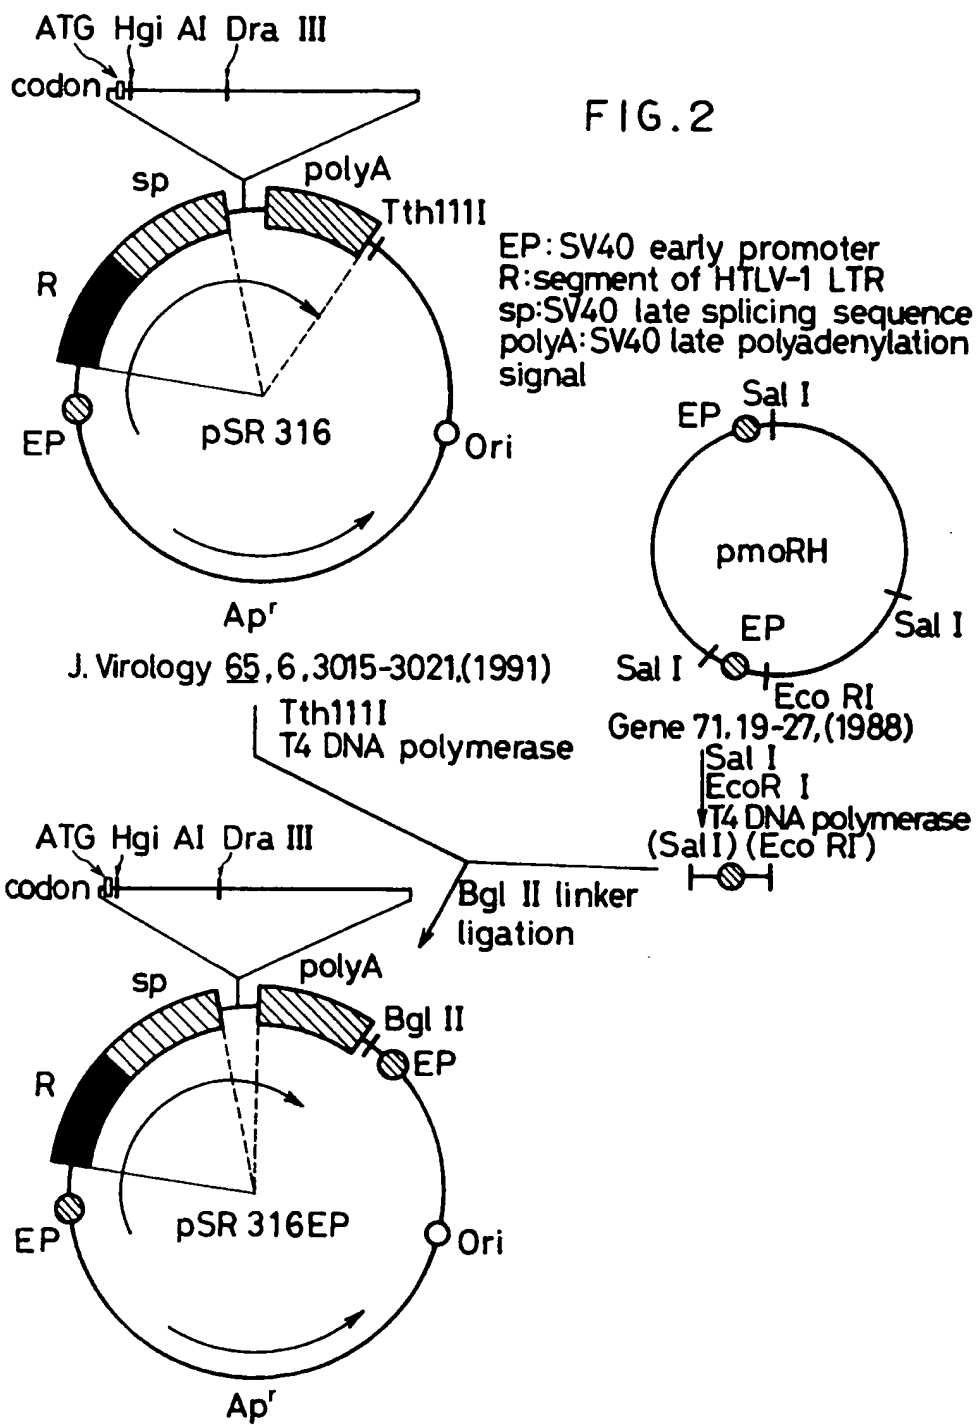 ATG Hgi AI Dra III
codon
FIG.2
sp
polyA
Tth111I
R
EP:SV40 early promoter
R:segment of HTLV-1 LTR
sp:SV40 late splicing sequence
polyA:SV40 late polyadenylation
signal
pSR 316
EP
Ori
Apʳ
EP
Sal I
pmoRH
Sal I
EP
Sal I
Eco RI
J. Virology 65,6,3015-3021,(1991)
Gene 71,19-27,(1988)
Tth111I
T4 DNA polymerase
Sal I
EcoR I
T4 DNA polymerase
(Sal I) (Eco RI)
ATG Hgi AI Dra III
codon
Bgl II linker
ligation
sp
polyA
Bgl II
EP
R
pSR 316EP
EP
Ori
Apʳ